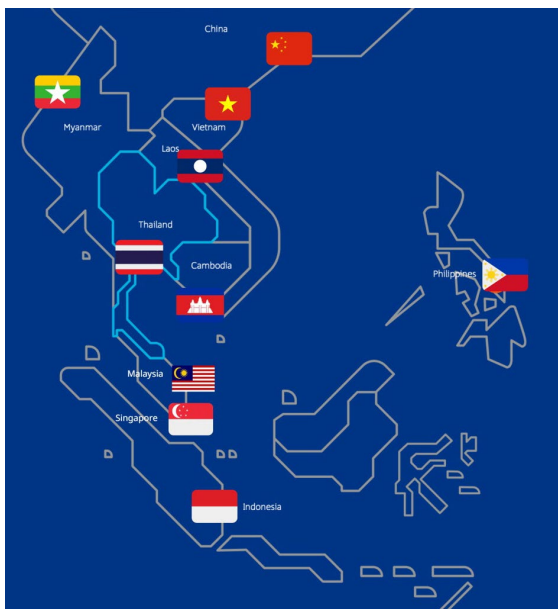 China
Myanmar
Vietnam
Laos
Thailand
Cambodia
Philippines
Malaysia
Singapore
Indonesia